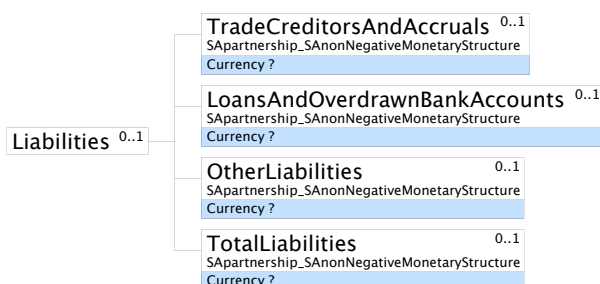 TradeCreditorsAndAccruals 0..1
SApartnership_SAnonNegativeMonetaryStructure
Currency ?
LoansAndOverdrawnBankAccounts 0..1
SApartnership_SAnonNegativeMonetaryStructure
Currency ?
Liabilities 0..1
OtherLiabilities 0..1
SApartnership_SAnonNegativeMonetaryStructure
Currency ?
TotalLiabilities 0..1
SApartnership_SAnonNegativeMonetaryStructure
Currency ?